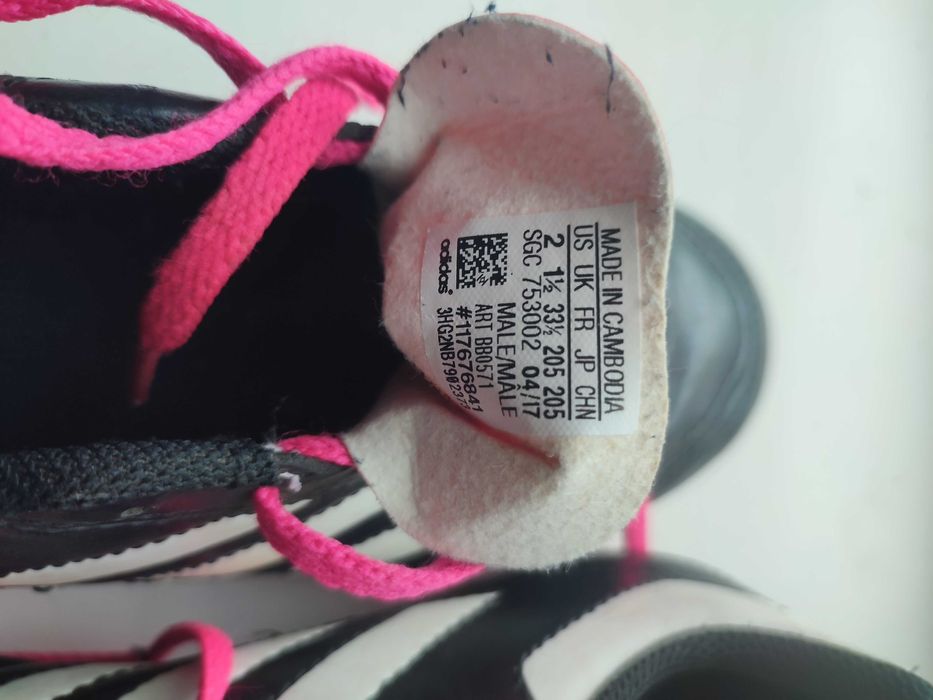 MADE IN CAMBODIA
US UK FR JP CHN
2 1½ 33½ 205 205
SGC 753002 04/17
MALE/MÂLE
ART BB0571
#117676841
adidas